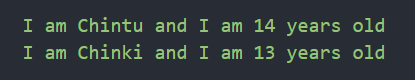 I am Chintu and I am 14 years old
I am Chinki and I am 13 years old